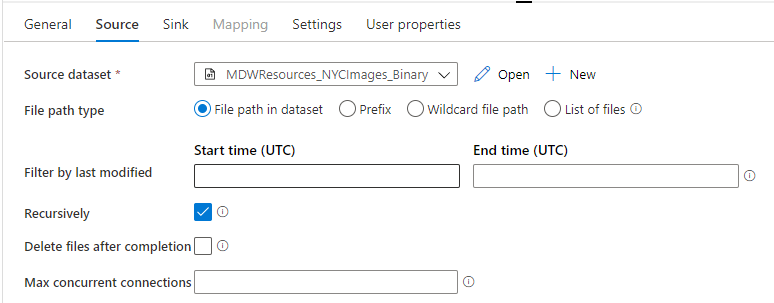 General Source Sink Mapping Settings User properties
Source dataset * MDWResources_NYCImages_Binary Open New
File path type File path in dataset Prefix Wildcard file path List of files
Start time (UTC) End time (UTC)
Filter by last modified
Recursively
Delete files after completion
Max concurrent connections